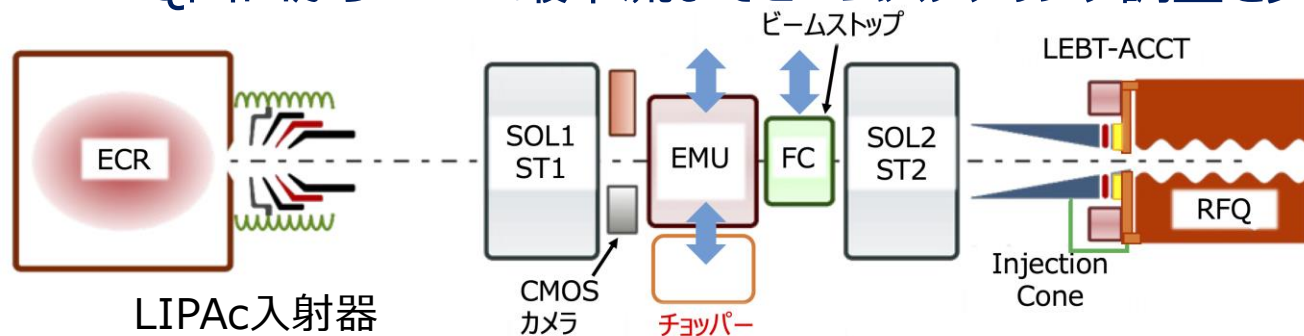 ビームストップ
LEBT-ACCT
ECR
SOL1
ST1
EMU
FC
SOL2
ST2
RFQ
Injection
Cone
CMOS
カメラ
チョッパー
LIPAc入射器